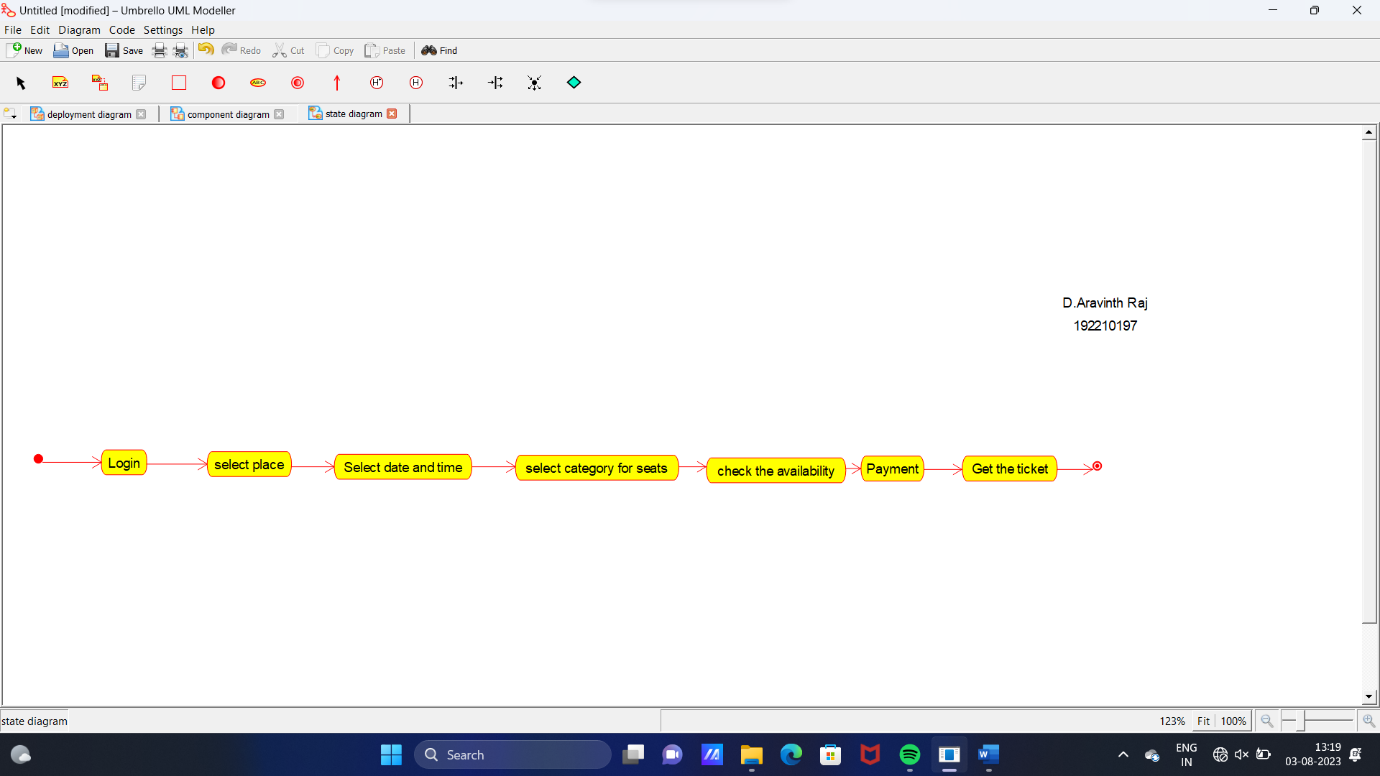 Untitled [modified] – Umbrello UML Modeller
File Edit Diagram Code Settings Help
New Open Save Redo Cut Copy Paste Find
XYZ ABC H* H
deployment diagram component diagram state diagram
D.Aravinth Raj
192210197
Login select place Select date and time select category for seats check the availability Payment Get the ticket
state diagram 123% Fit 100%
Search ENG IN 13:19 03-08-2023